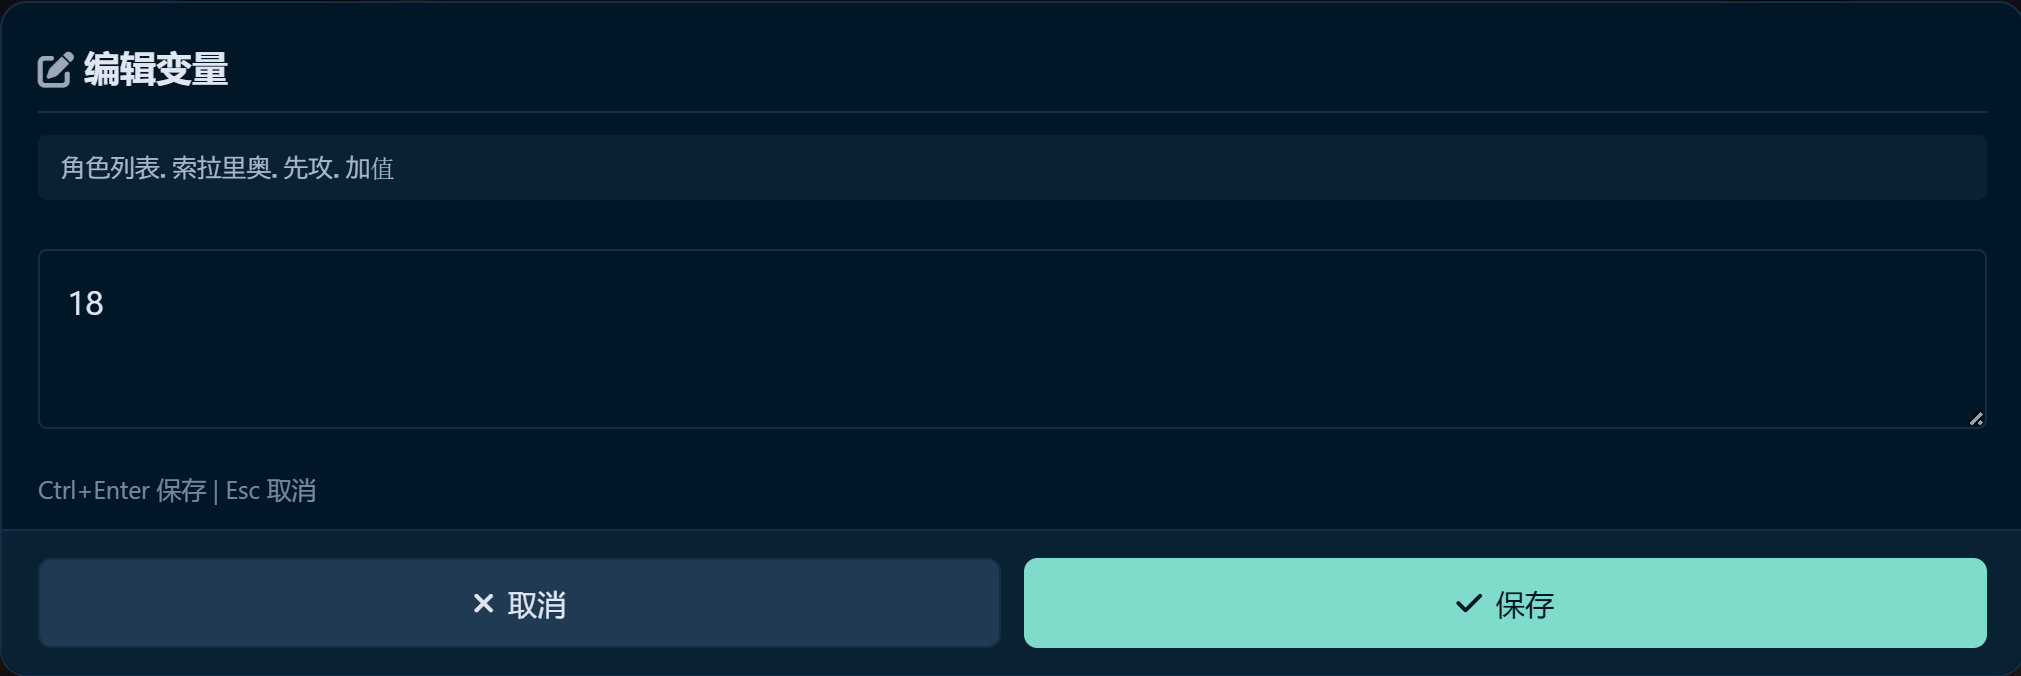 编辑变量
角色列表. 索拉里奥. 先攻. 加值
18
Ctrl+Enter 保存 | Esc 取消
取消
保存